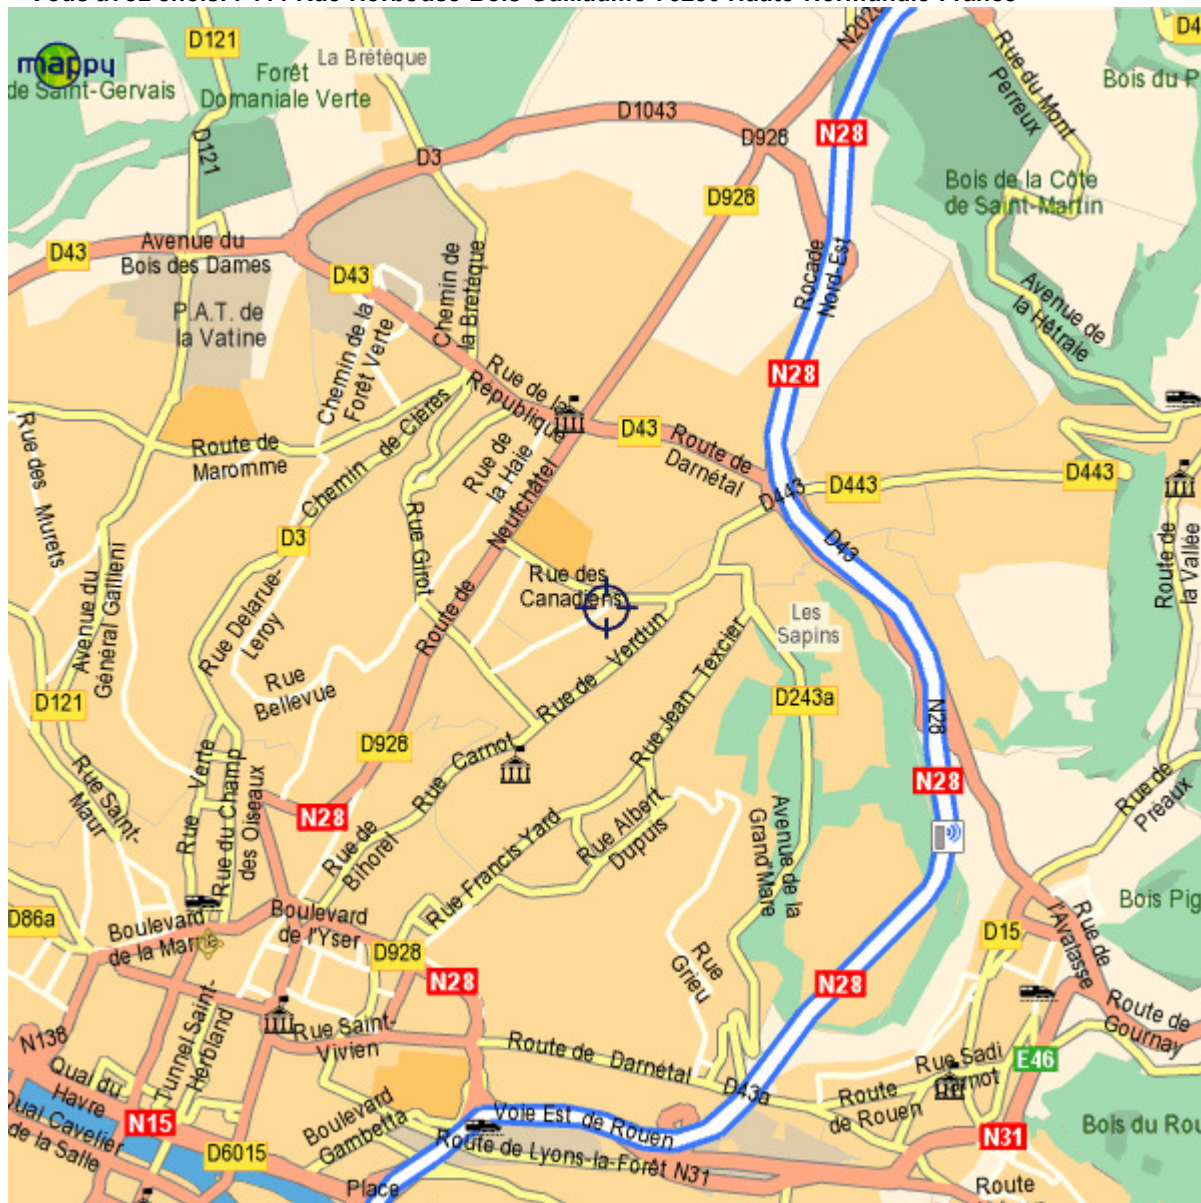 D121
N2028
D4
mappy
La Brétèque
Rue du Mont
Perreux
de Saint-Gervais
Forêt
Domaniale Verte
Bois du P
D1043
D928
N28
D121
D3
D928
Bois de la Côte
de Saint-Martin
D43
Avenue du
Bois des Dames
D43
Chemin de
la Bretèque
Rocade
Nord-Est
Avenue de
la Hêtraie
P.A.T. de
la Vatine
Chemin de la
Forêt Verte
N28
Rue de la
République
D43
Route de
Darnétal
Rue des Murets
Route de
Maromme
Chemin de Clères
Rue de
la Haie
D443
D443
D443
Neufchâtel
Route de
D3
Rue Girot
D43
Route de
la Vallée
Avenue du
Général Gallieni
Rue Delarue-
Leroy
Rue des
Canadiens
Les
Sapins
Rue
Bellevue
Rue de Verdun
Rue Jean Texcier
D121
D243a
N28
D928
Rue Carnot
Rue Verte
Rue du Champ
des Oiseaux
Rue Saint-
Maur
N28
N28
Rue de
Préaux
Rue de
Bihorel
Rue Francis Yard
Rue Albert
Dupuis
Avenue de la
Grand'Mare
Bois Pig
D86a
Boulevard
de la Marne
Boulevard
de l'Yser
D928
N28
Rue
Grieu
N28
D15
Rue de
l'Avalasse
Route de
Gournay
N138
Tunnel Saint-
Herbland
Rue Saint-
Vivien
Route de Darnétal
D43a
Rue Sadi
Carnot
E46
Quai du
Havre
Route
de Rouen
N15
Quai Cavelier
de la Salle
Boulevard
Gambetta
Voie Est de Rouen
Bois du Rou
N31
D6015
Route de Lyons-la-Forêt N31
Place
Route